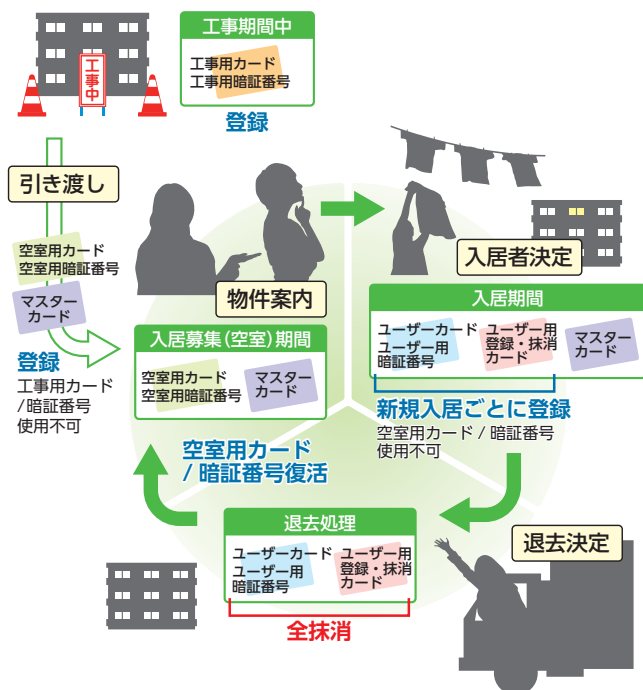 工事期間中
工事用カード
工事用暗証番号
登録
工事中
引き渡し
空室用カード
空室用暗証番号
マスター
カード
登録
工事用カード
/暗証番号
使用不可
物件案内
入居募集(空室)期間
空室用カード
空室用暗証番号
マスター
カード
入居者決定
入居期間
ユーザーカード
ユーザー用
暗証番号
ユーザー用
登録・抹消
カード
マスター
カード
新規入居ごとに登録
空室用カード / 暗証番号
使用不可
空室用カード
/ 暗証番号復活
退去決定
退去処理
ユーザーカード
ユーザー用
暗証番号
ユーザー用
登録・抹消
カード
全抹消